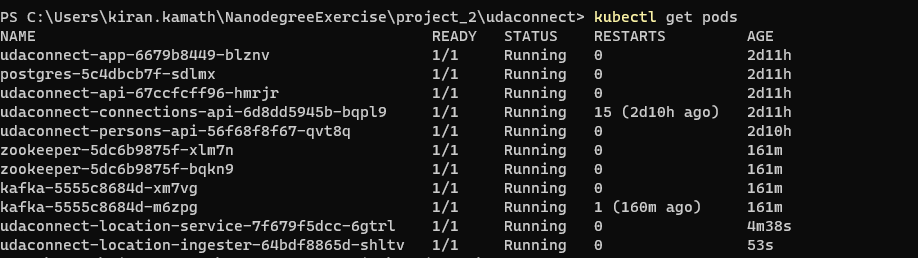 PS C:\Users\kiran.kamath\NanodegreeExercise\project_2\udaconnect> kubectl get pods
NAME READY STATUS RESTARTS AGE
udaconnect-app-6679b8449-blznv 1/1 Running 0 2d11h
postgres-5c4dbcb7f-sdlmx 1/1 Running 0 2d11h
udaconnect-api-67ccfcff96-hmrjr 1/1 Running 0 2d11h
udaconnect-connections-api-6d8dd5945b-bqpl9 1/1 Running 15 (2d10h ago) 2d11h
udaconnect-persons-api-56f68f8f67-qvt8q 1/1 Running 0 2d10h
zookeeper-5dc6b9875f-xlm7n 1/1 Running 0 161m
zookeeper-5dc6b9875f-bqkn9 1/1 Running 0 161m
kafka-5555c8684d-xm7vg 1/1 Running 0 161m
kafka-5555c8684d-m6zpg 1/1 Running 1 (160m ago) 161m
udaconnect-location-service-7f679f5dcc-6gtrl 1/1 Running 0 4m38s
udaconnect-location-ingester-64bdf8865d-shltv 1/1 Running 0 53s